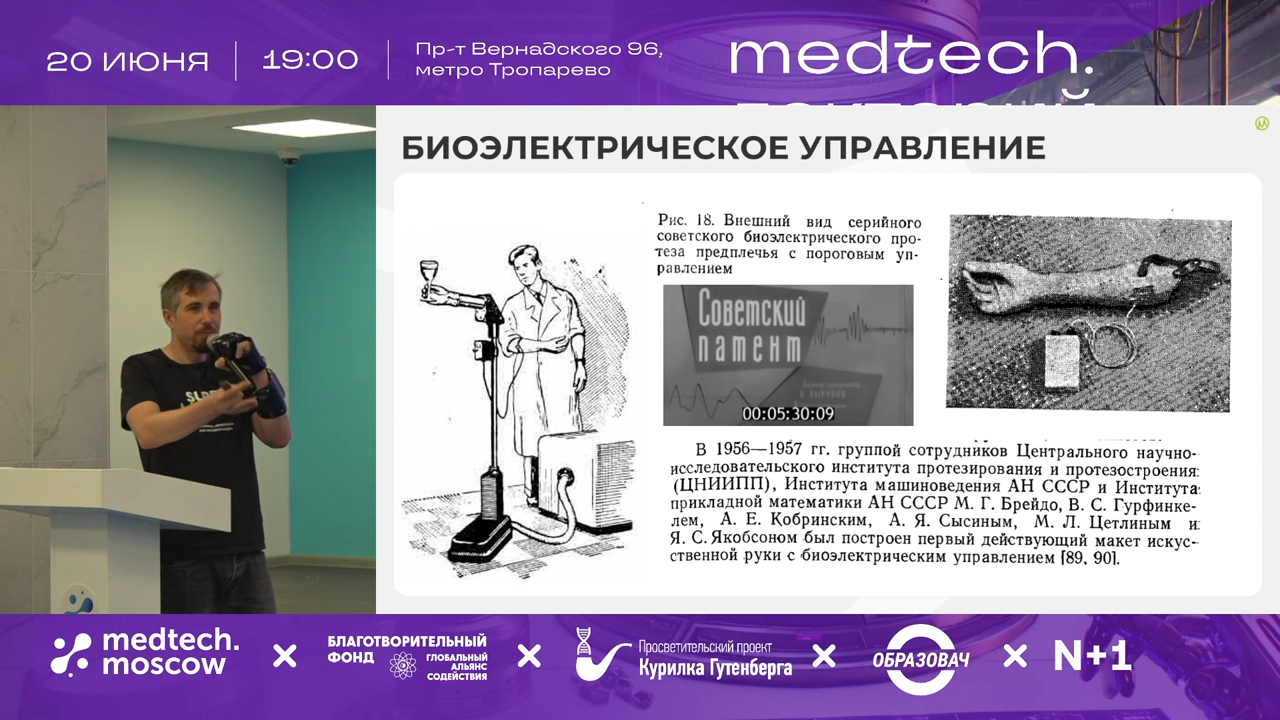 20 ИЮНЯ
19:00
Пр-т Вернадского 96,
метро Тропарево
medtech.
БИОЭЛЕКТРИЧЕСКОЕ УПРАВЛЕНИЕ
Рис. 18. Внешний вид серийного
советского биоэлектрического про-
теза предплечья с пороговым уп-
равлением
Советский
патент
00:05:30:09
В 1956—1957 гг. группой сотрудников Центрального научно-
исследовательского института протезирования и протезостроения
(ЦНИИПП), Института машиноведения АН СССР и Института
прикладной математики АН СССР М. Г. Брейдо, В. С. Гурфинке-
лем, А. Е. Кобринским, А. Я. Сысиным, М. Л. Цетлиным и
Я. С. Якобсоном был построен первый действующий макет искус-
ственной руки с биоэлектрическим управлением [89, 90].
medtech.
moscow
БЛАГОТВОРИТЕЛЬНЫЙ
ФОНД
ГЛОБАЛЬНЫЙ
АЛЬЯНС
СОДЕЙСТВИЯ
Просветительский проект
Курилка Гутенберга
ОБРАЗОВАЧ
N+1